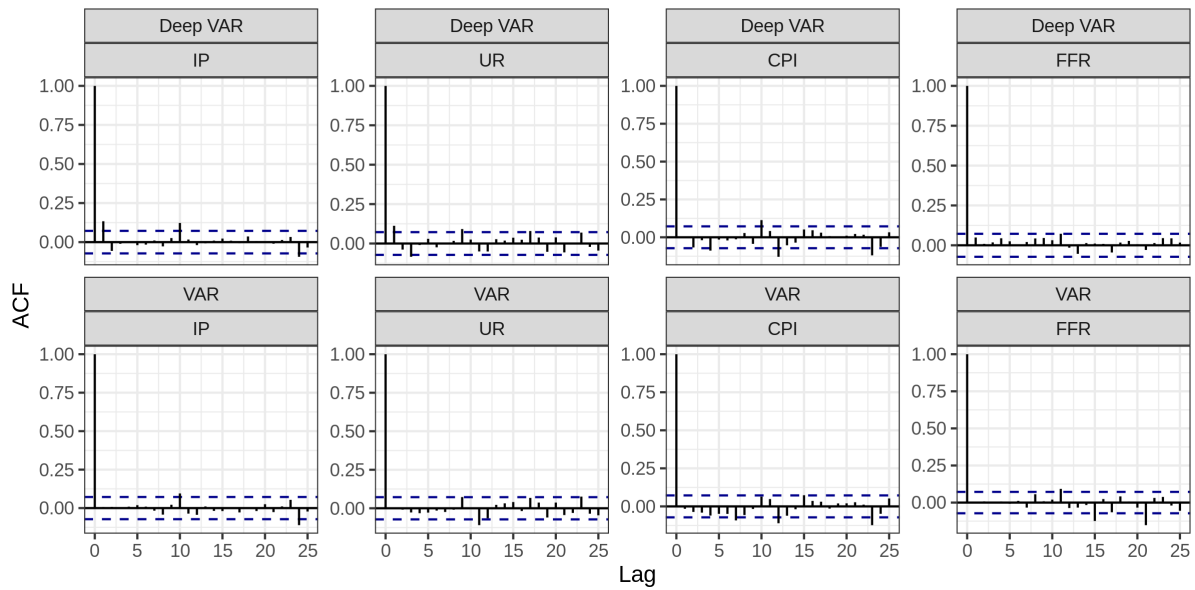 Deep VAR Deep VAR Deep VAR Deep VAR
IP UR CPI FFR
1.00 1.00 1.00 1.00
0.75 0.75 0.75 0.75
0.50 0.50 0.50 0.50
0.25 0.25 0.25 0.25
0.00 0.00 0.00 0.00
ACF
VAR VAR VAR VAR
IP UR CPI FFR
1.00 1.00 1.00 1.00
0.75 0.75 0.75 0.75
0.50 0.50 0.50 0.50
0.25 0.25 0.25 0.25
0.00 0.00 0.00 0.00
0 5 10 15 20 25 0 5 10 15 20 25 0 5 10 15 20 25 0 5 10 15 20 25
Lag